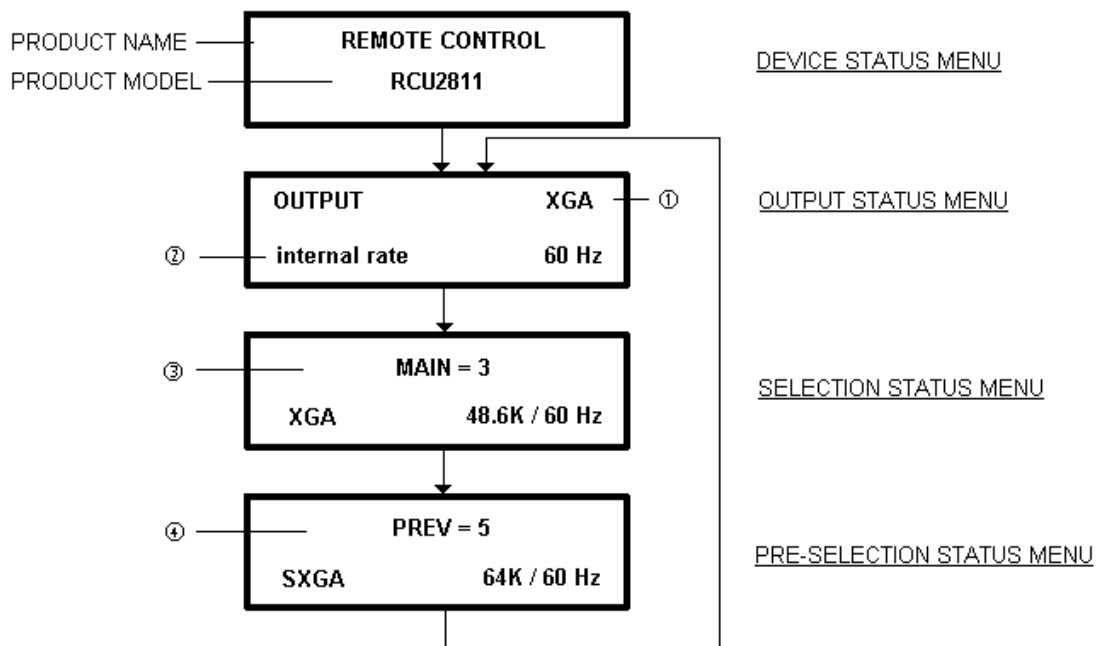 PRODUCT NAME
REMOTE CONTROL
PRODUCT MODEL
RCU2811
DEVICE STATUS MENU
OUTPUT XGA ①
OUTPUT STATUS MENU
② internal rate 60 Hz
③ MAIN = 3
SELECTION STATUS MENU
XGA 48.6K / 60 Hz
④ PREV = 5
PRE-SELECTION STATUS MENU
SXGA 64K / 60 Hz